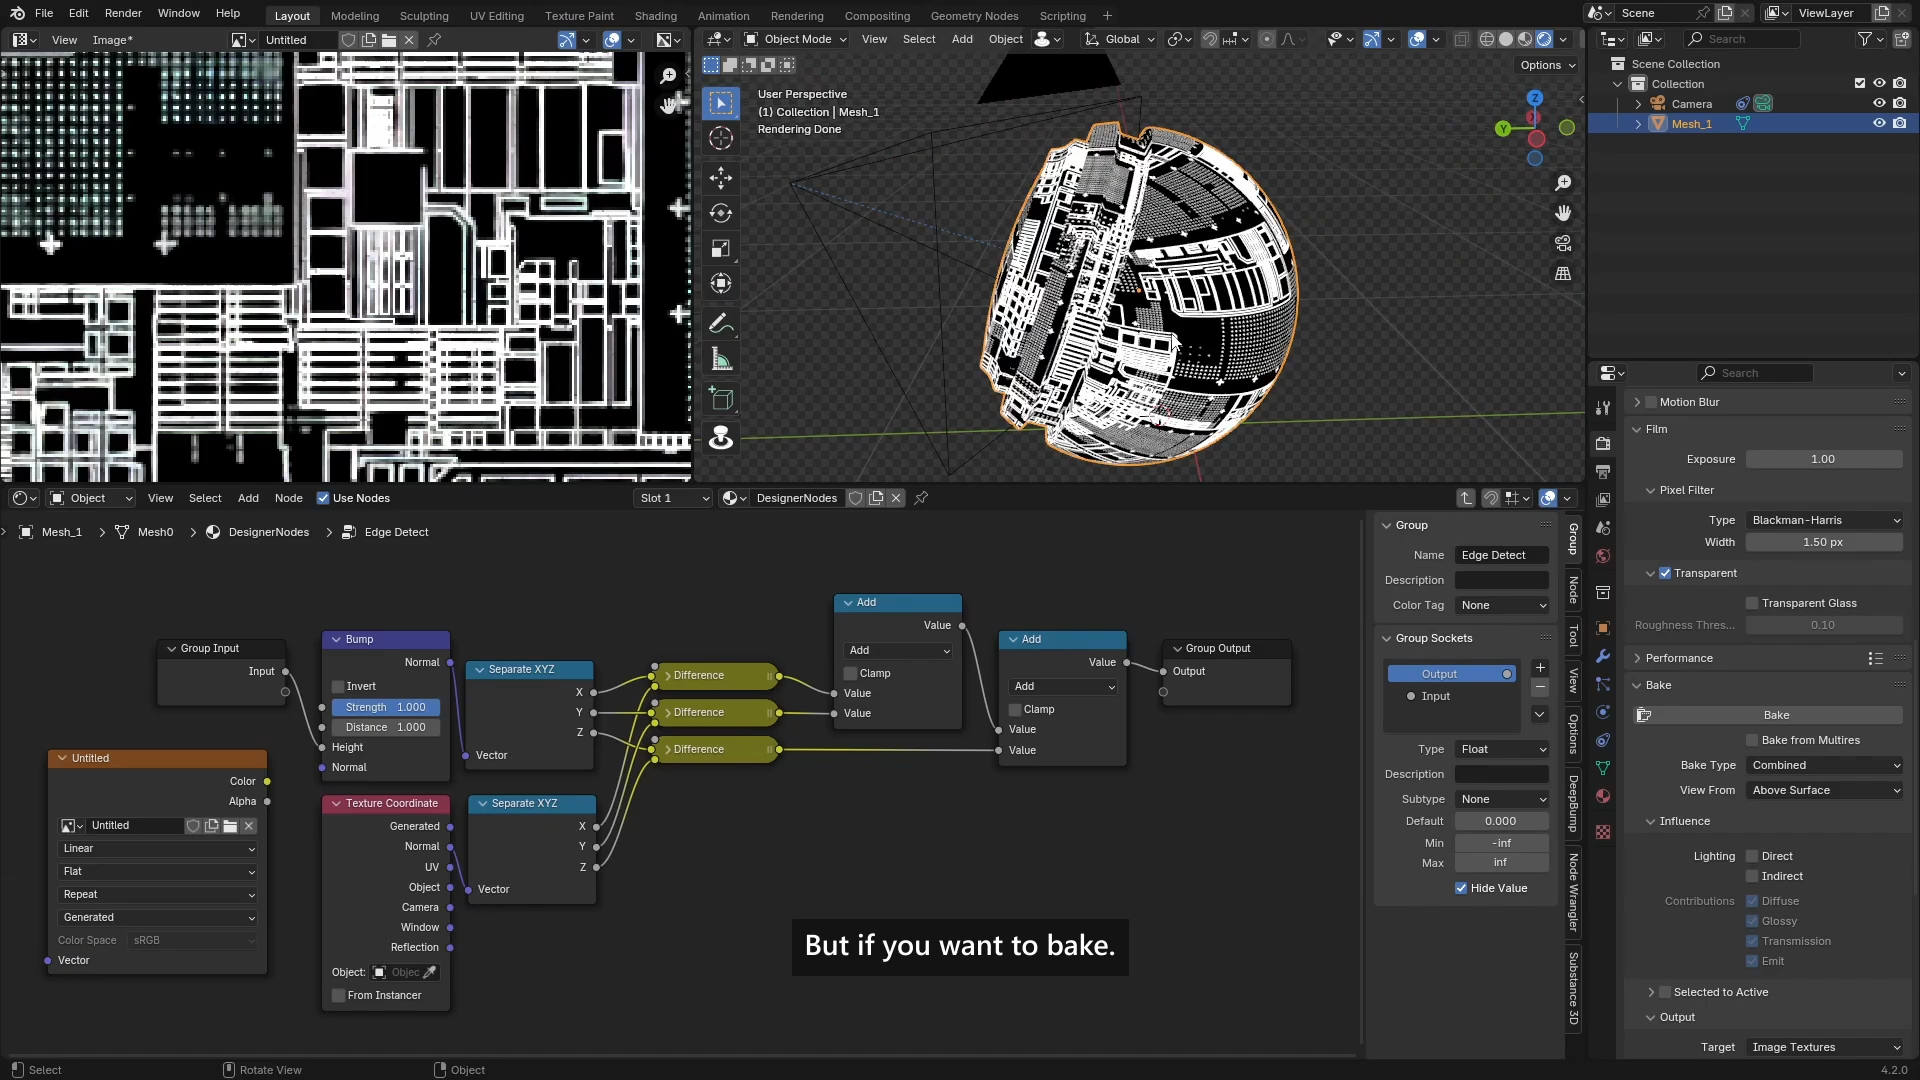 File Edit Render Window Help
Layout Modeling Sculpting UV Editing Texture Paint Shading Animation Rendering Compositing Geometry Nodes Scripting +
Scene ViewLayer
View Image* Untitled
Object Mode View Select Add Object Global
Search
Options
User Perspective
(1) Collection | Mesh_1
Rendering Done
Z
Y
Scene Collection
Collection
Camera
Mesh_1
Search
Motion Blur
Film
Exposure 1.00
Pixel Filter
Type Blackman-Harris
Width 1.50 px
Transparent
Transparent Glass
Roughness Thres... 0.10
Performance
Bake
Bake
Bake from Multires
Bake Type Combined
View From Above Surface
Influence
Lighting Direct
Indirect
Contributions Diffuse
Glossy
Transmission
Emit
Selected to Active
Output
Target Image Textures
Object View Select Add Node Use Nodes Slot 1 DesignerNodes
Mesh_1 > Mesh0 > DesignerNodes > Edge Detect
Group Input
Input
Untitled
Color
Alpha
Untitled
Linear
Flat
Repeat
Generated
Color Space sRGB
Vector
Bump
Normal
Invert
Strength 1.000
Distance 1.000
Height
Normal
Texture Coordinate
Generated
Normal
UV
Object
Camera
Window
Reflection
Object: Objec
From Instancer
Separate XYZ
X
Y
Z
Vector
Separate XYZ
X
Y
Z
Vector
Difference
Difference
Difference
Add
Value
Add
Clamp
Value
Value
Add
Value
Add
Clamp
Value
Value
Group Output
Output
Group
Name Edge Detect
Description
Color Tag None
Group Sockets
Output
Input
Type Float
Description
Subtype None
Default 0.000
Min -inf
Max inf
Hide Value
Group
Node
Tool
View
Options
DeepBump
Node Wrangler
Substance 3D
But if you want to bake.
Select Rotate View Object 4.2.0